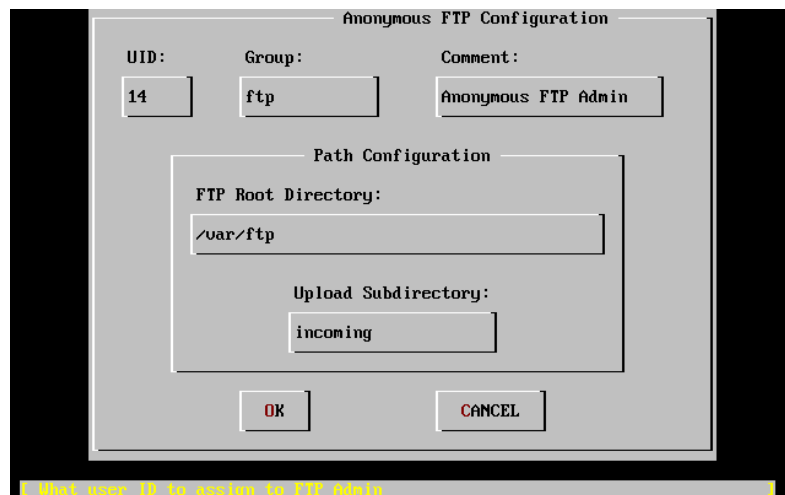 Anonymous FTP Configuration
UID: Group: Comment:
14 ftp Anonymous FTP Admin
Path Configuration
FTP Root Directory:
/var/ftp
Upload Subdirectory:
incoming
OK CANCEL
[ What user ID to assign to FTP Admin ]